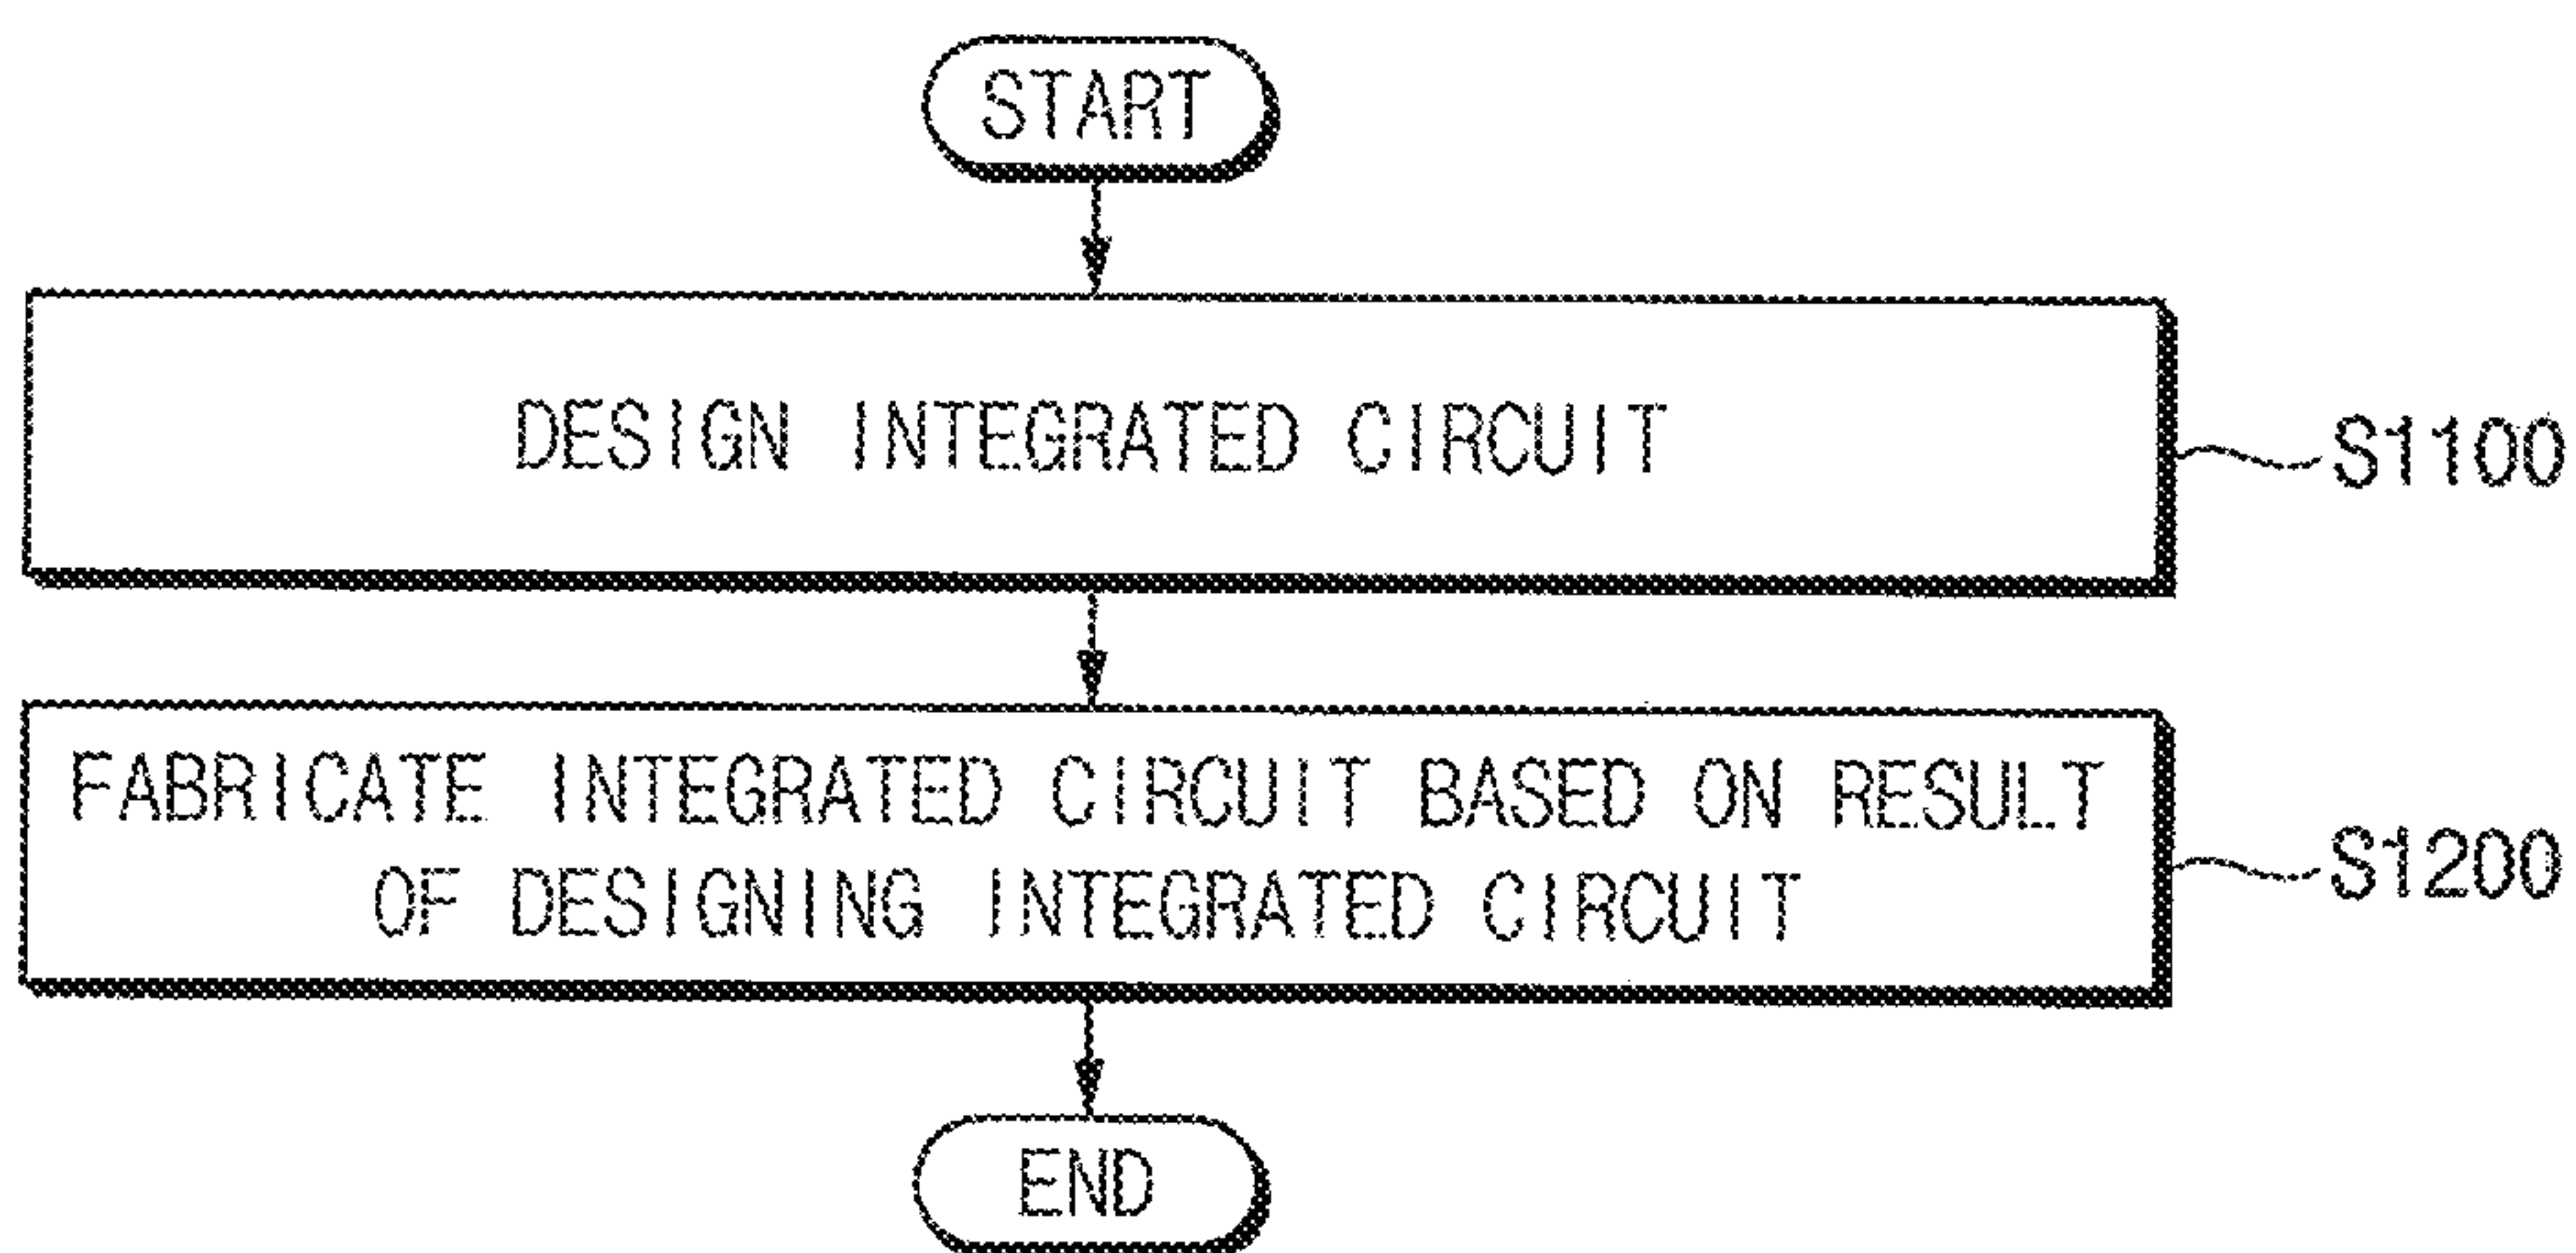 START
DESIGN INTEGRATED CIRCUIT
S1100
FABRICATE INTEGRATED CIRCUIT BASED ON RESULT
OF DESIGNING INTEGRATED CIRCUIT
S1200
END